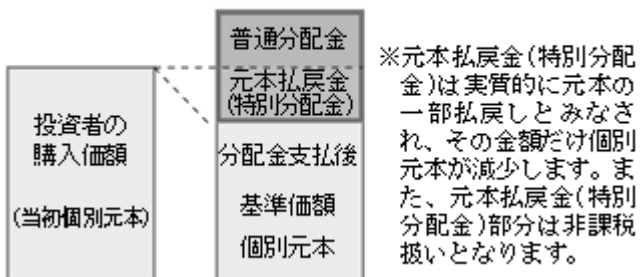 普通分配金
元本払戻金
(特別分配金)
投資者の
購入価額
(当初個別元本)
分配金支払後
基準価額
個別元本
※元本払戻金(特別分配
金)は実質的に元本の
一部払戻しとみなさ
れ、その金額だけ個別
元本が減少します。ま
た、元本払戻金(特別
分配金)部分は非課税
扱いとなります。